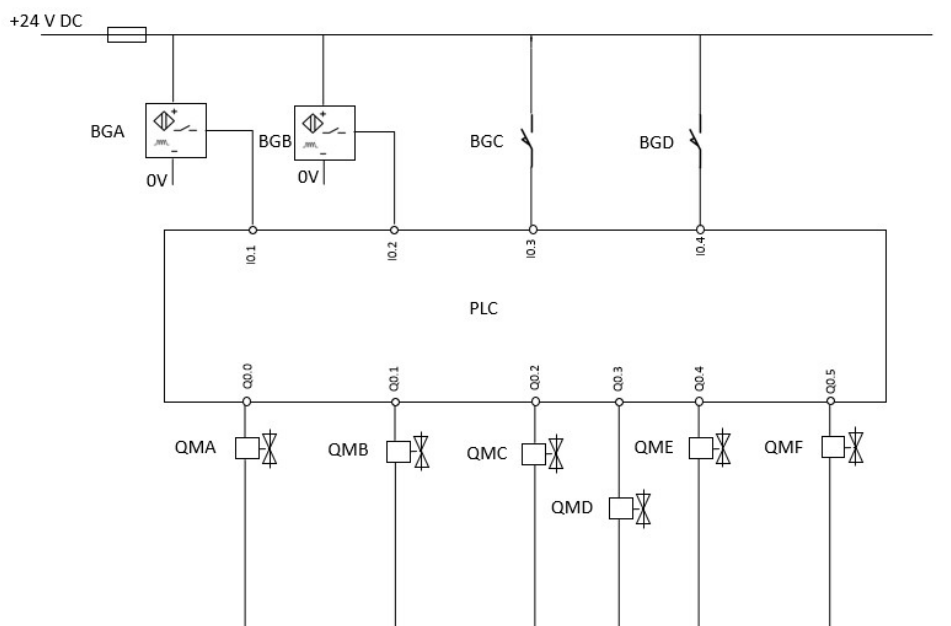 +24 V DC
BGA
BGB
BGC
BGD
+
+
-
-
0V
0V
I0.1
I0.2
I0.3
I0.4
PLC
Q0.0
Q0.1
Q0.2
Q0.3
Q0.4
Q0.5
QMA
QMB
QMC
QMD
QME
QMF